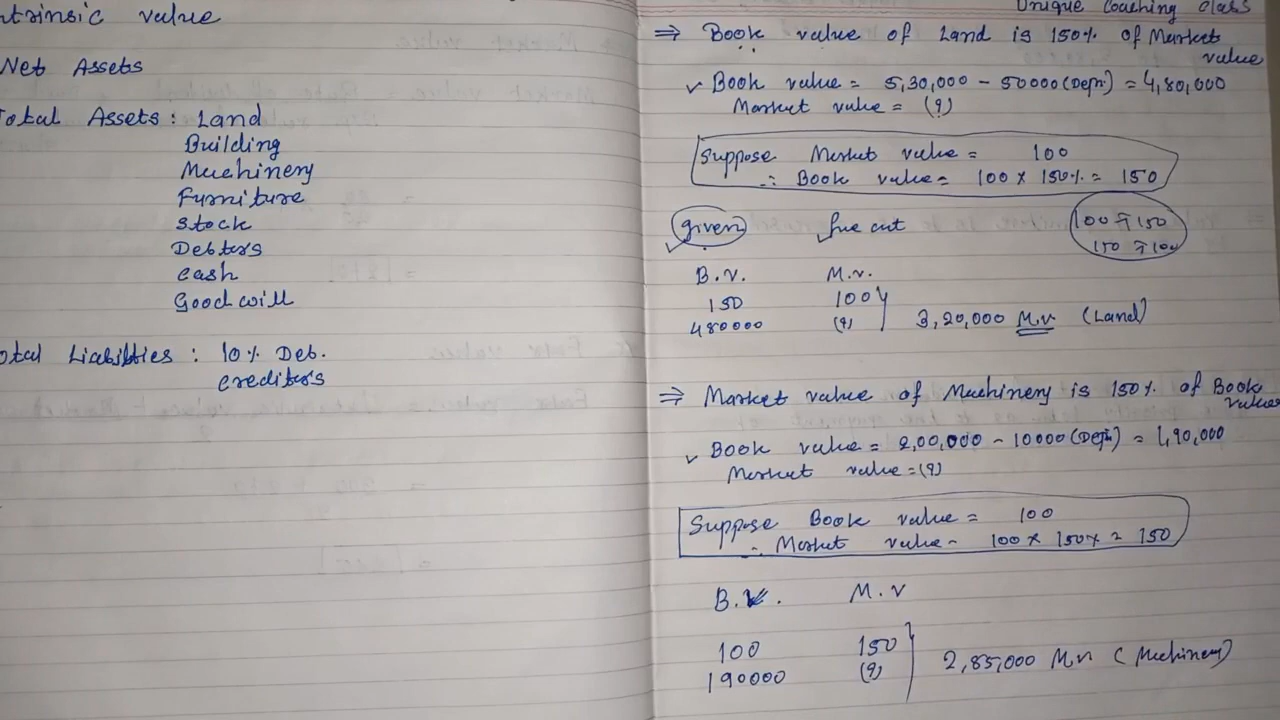 ntrinsic value
Net Assets
otal Assets : Land
Building
Machinery
Furniture
Stock
Debtors
cash
Goodwill
otal Liabilities : 10% Deb.
creditors
Unique Coaching Class
⇒ Book value of Land is 150% of Market
value
✓ Book value = 5,30,000 - 50000 (Depri) = 4,80,000
Market value = (?)
Suppose Market value = 100
∴ Book value = 100 x 150% = 150
given
100 150
150 100
B.V. M.V.
150 100
480000 (?) 3,20,000 M.V (Land)
⇒ Market value of Machinery is 150% of Book
value
✓ Book value = 2,00,000 - 10000 (Depri) = 1,90,000
Market value = (?)
Suppose Book value = 100
∴ Market value = 100 x 150% = 150
B.V. M.V
100 150
190000 (?) 2,85,000 M.V (Machinery)